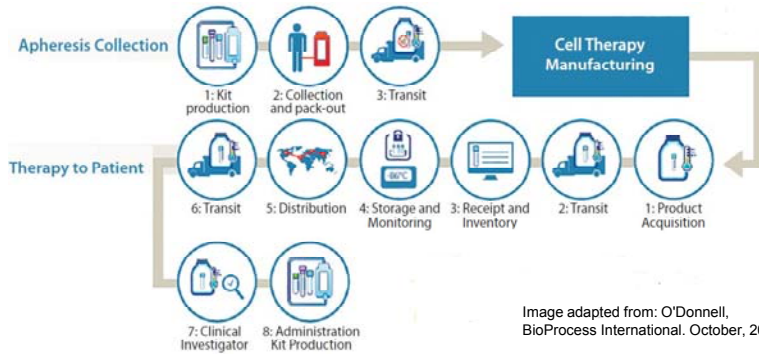 Apheresis Collection
1: Kit
production
2: Collection
and pack-out
3: Transit
Cell Therapy
Manufacturing
Therapy to Patient
6: Transit
5: Distribution
4: Storage and
Monitoring
3: Receipt and
Inventory
2: Transit
1: Product
Acquisition
7: Clinical
Investigator
8: Administration
Kit Production
Image adapted from: O'Donnell,
BioProcess International. October,